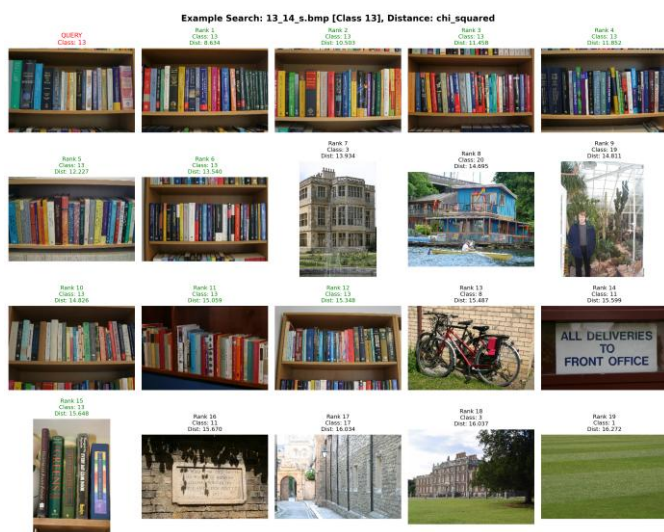 Example Search: 13_14_s.bmp [Class 13], Distance: chi_squared
QUERY
Class: 13
Rank 1
Class: 13
Dist: 8.634
Rank 2
Class: 13
Dist: 10.503
Rank 3
Class: 13
Dist: 11.458
Rank 4
Class: 13
Dist: 11.852
Rank 5
Class: 13
Dist: 12.227
Rank 6
Class: 13
Dist: 13.540
Rank 7
Class: 3
Dist: 13.934
Rank 8
Class: 20
Dist: 14.695
Rank 9
Class: 19
Dist: 14.811
Rank 10
Class: 13
Dist: 14.826
Rank 11
Class: 13
Dist: 15.059
Rank 12
Class: 13
Dist: 15.348
Rank 13
Class: 8
Dist: 15.487
Rank 14
Class: 11
Dist: 15.599
ALL DELIVERIES
TO
FRONT OFFICE
Rank 15
Class: 13
Dist: 15.648
Rank 16
Class: 11
Dist: 15.670
Rank 17
Class: 17
Dist: 16.034
Rank 18
Class: 3
Dist: 16.037
Rank 19
Class: 1
Dist: 16.272